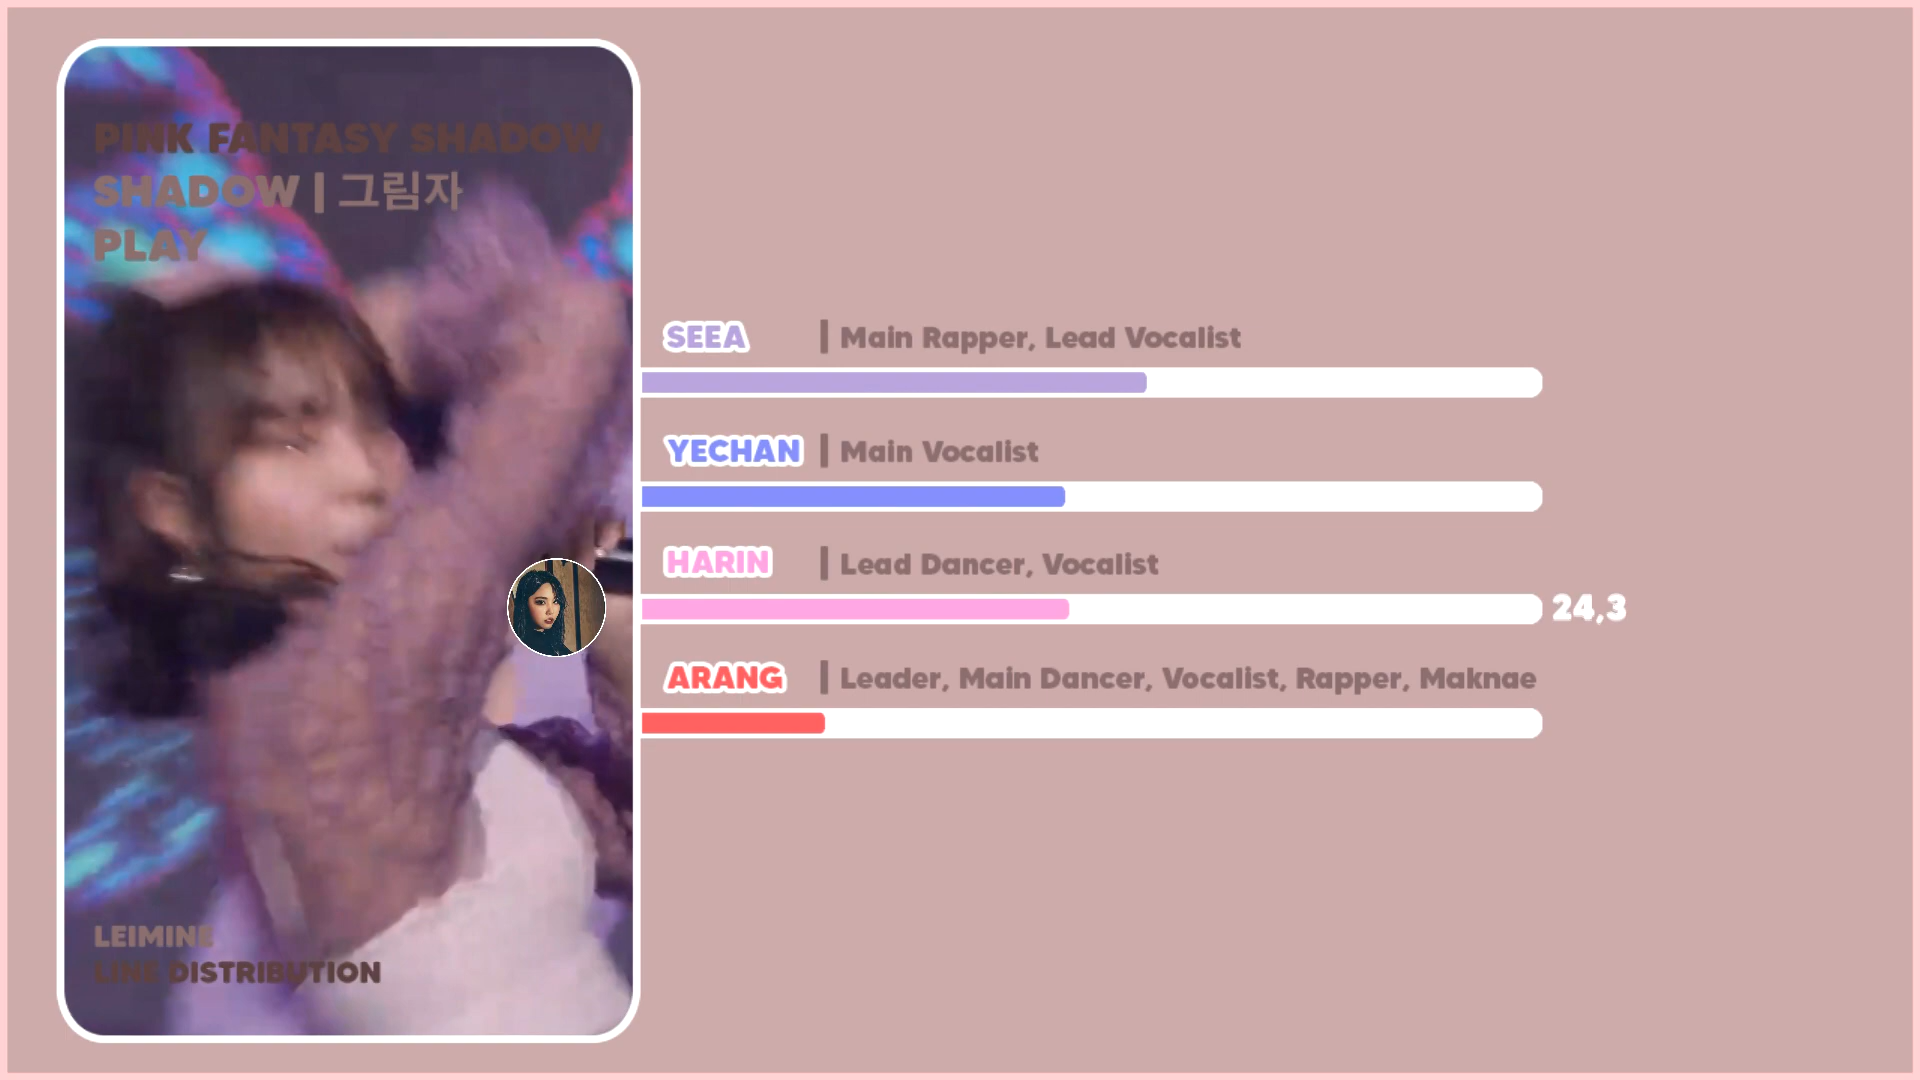 PINK FANTASY SHADOW
SHADOW | 그림자
PLAY
SEEA | Main Rapper, Lead Vocalist
YECHAN | Main Vocalist
HARIN | Lead Dancer, Vocalist
24,3
ARANG | Leader, Main Dancer, Vocalist, Rapper, Maknae
LEIMINE
LINE DISTRIBUTION